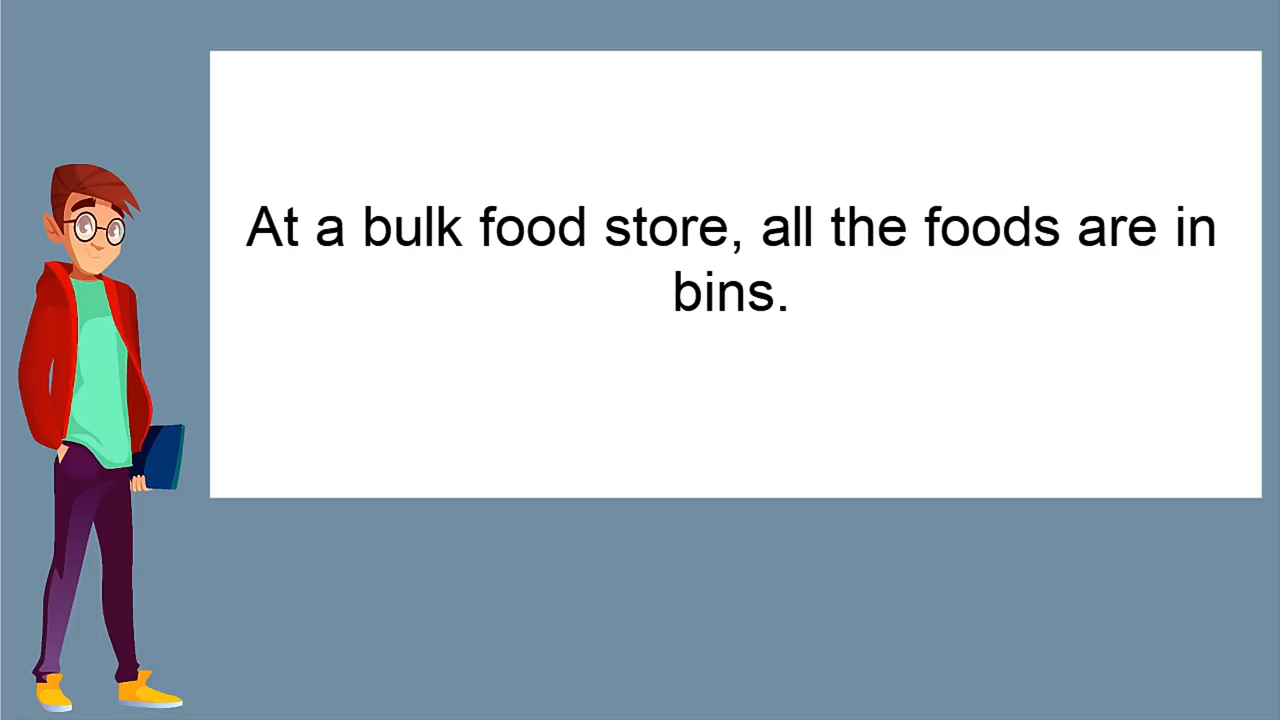 At a bulk food store, all the foods are in
bins.